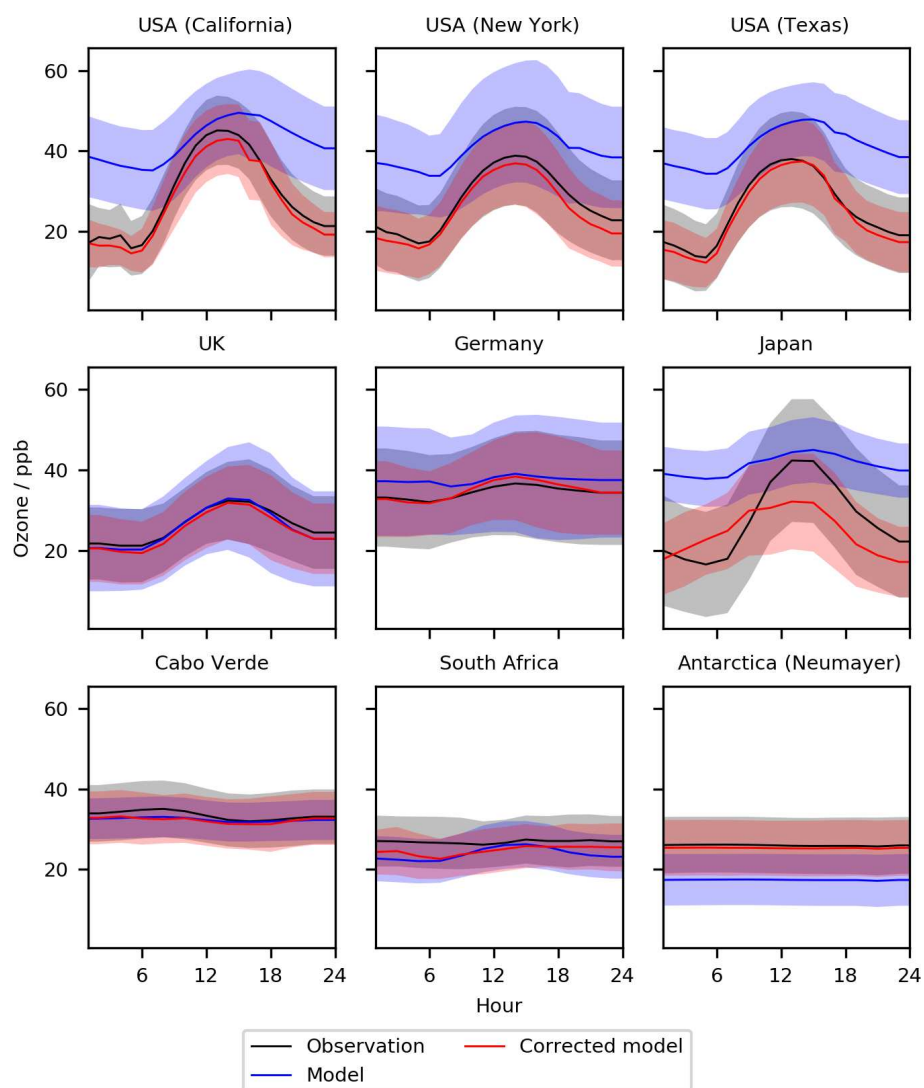 USA (California) USA (New York) USA (Texas)
60
40
20
UK Germany Japan
60
40
20
Ozone / ppb
Cabo Verde South Africa Antarctica (Neumayer)
60
40
20
6 12 18 24 6 12 18 24 6 12 18 24
Hour
Observation Corrected model
Model